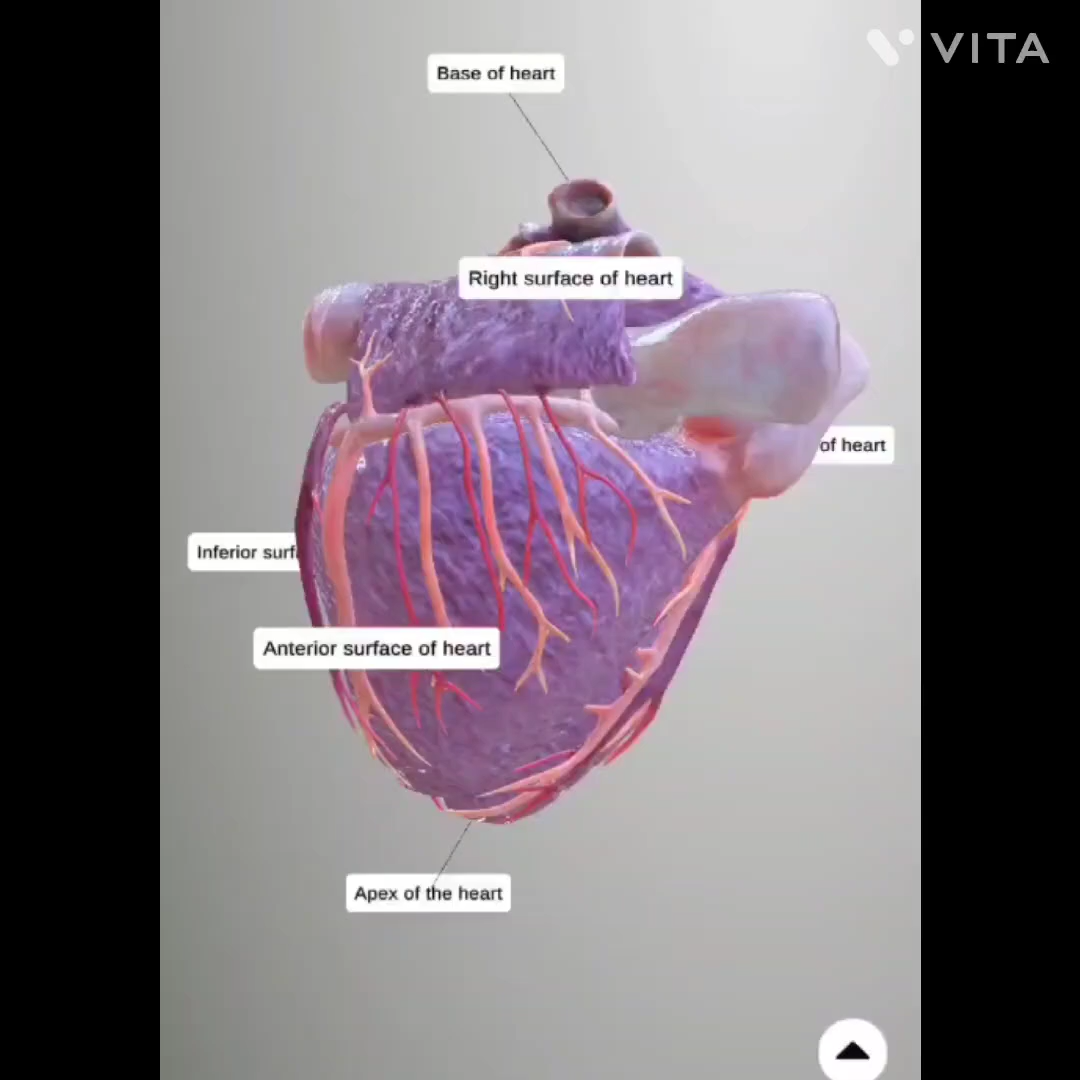 VITA
Base of heart
Right surface of heart
of heart
Inferior
Anterior surface of heart
Apex of the heart